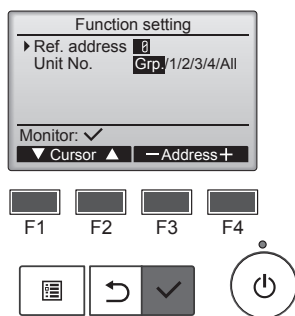 Function setting
Ref. address 0
Unit No. Grp./1/2/3/4/All
Monitor: ✓
▼ Cursor ▲ −Address+
F1 F2 F3 F4